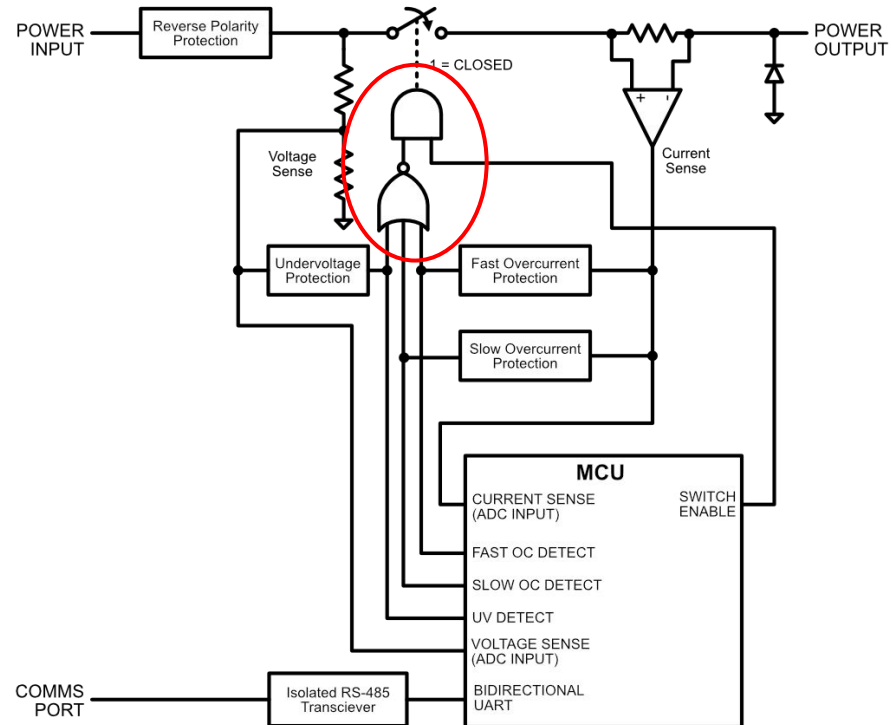 POWER
INPUT
Reverse Polarity
Protection
POWER
OUTPUT
1 = CLOSED
+ -
Voltage
Sense
Current
Sense
Undervoltage
Protection
Fast Overcurrent
Protection
Slow Overcurrent
Protection
MCU
CURRENT SENSE
(ADC INPUT)
SWITCH
ENABLE
FAST OC DETECT
SLOW OC DETECT
UV DETECT
VOLTAGE SENSE
(ADC INPUT)
BIDIRECTIONAL
UART
COMMS
PORT
Isolated RS-485
Transciever